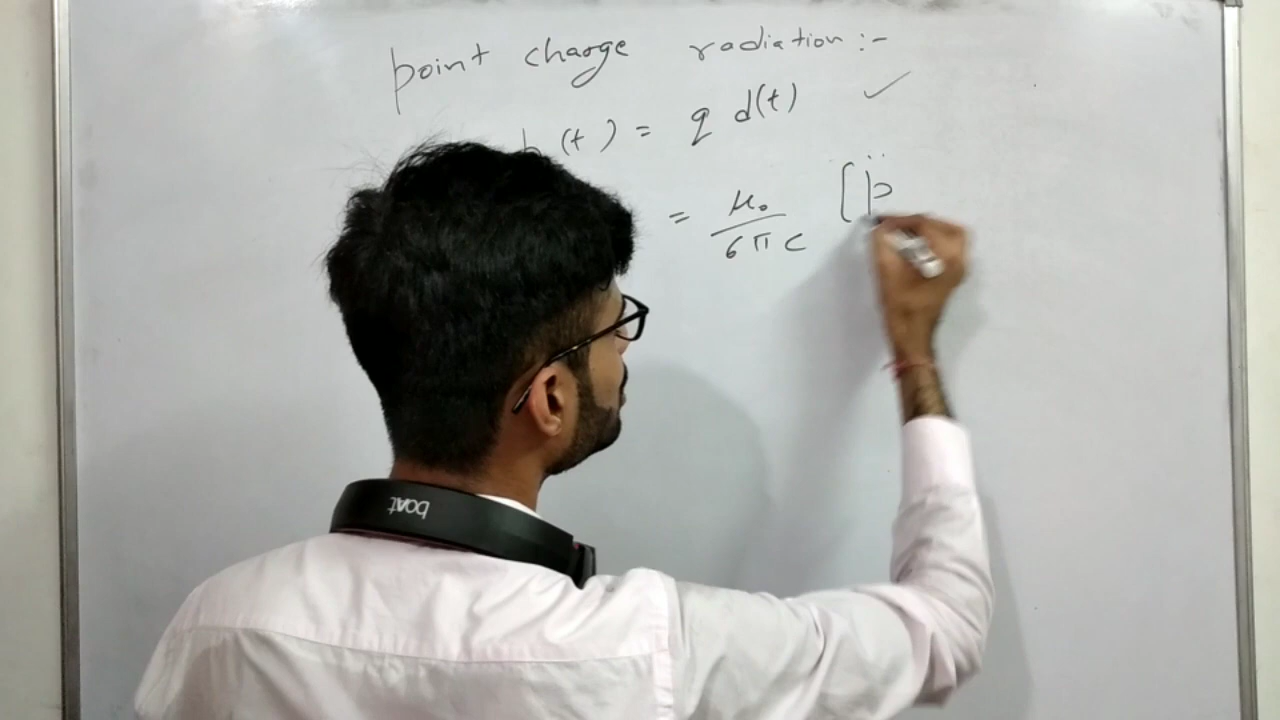 point charge radiation :-
p (t) = q d(t) ✓
= μ₀ / 6πc [p̈
boAt